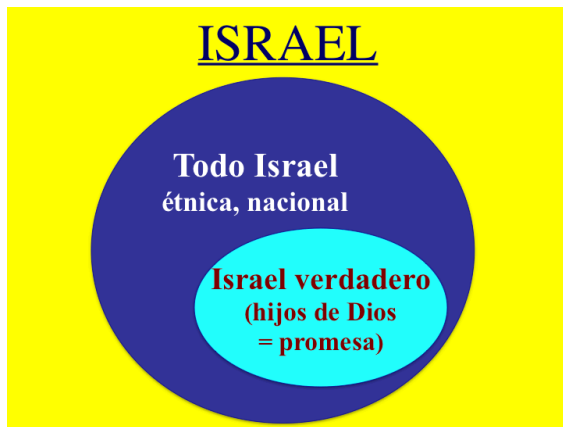 ISRAEL
Todo Israel
étnica, nacional
Israel verdadero
(hijos de Dios
= promesa)